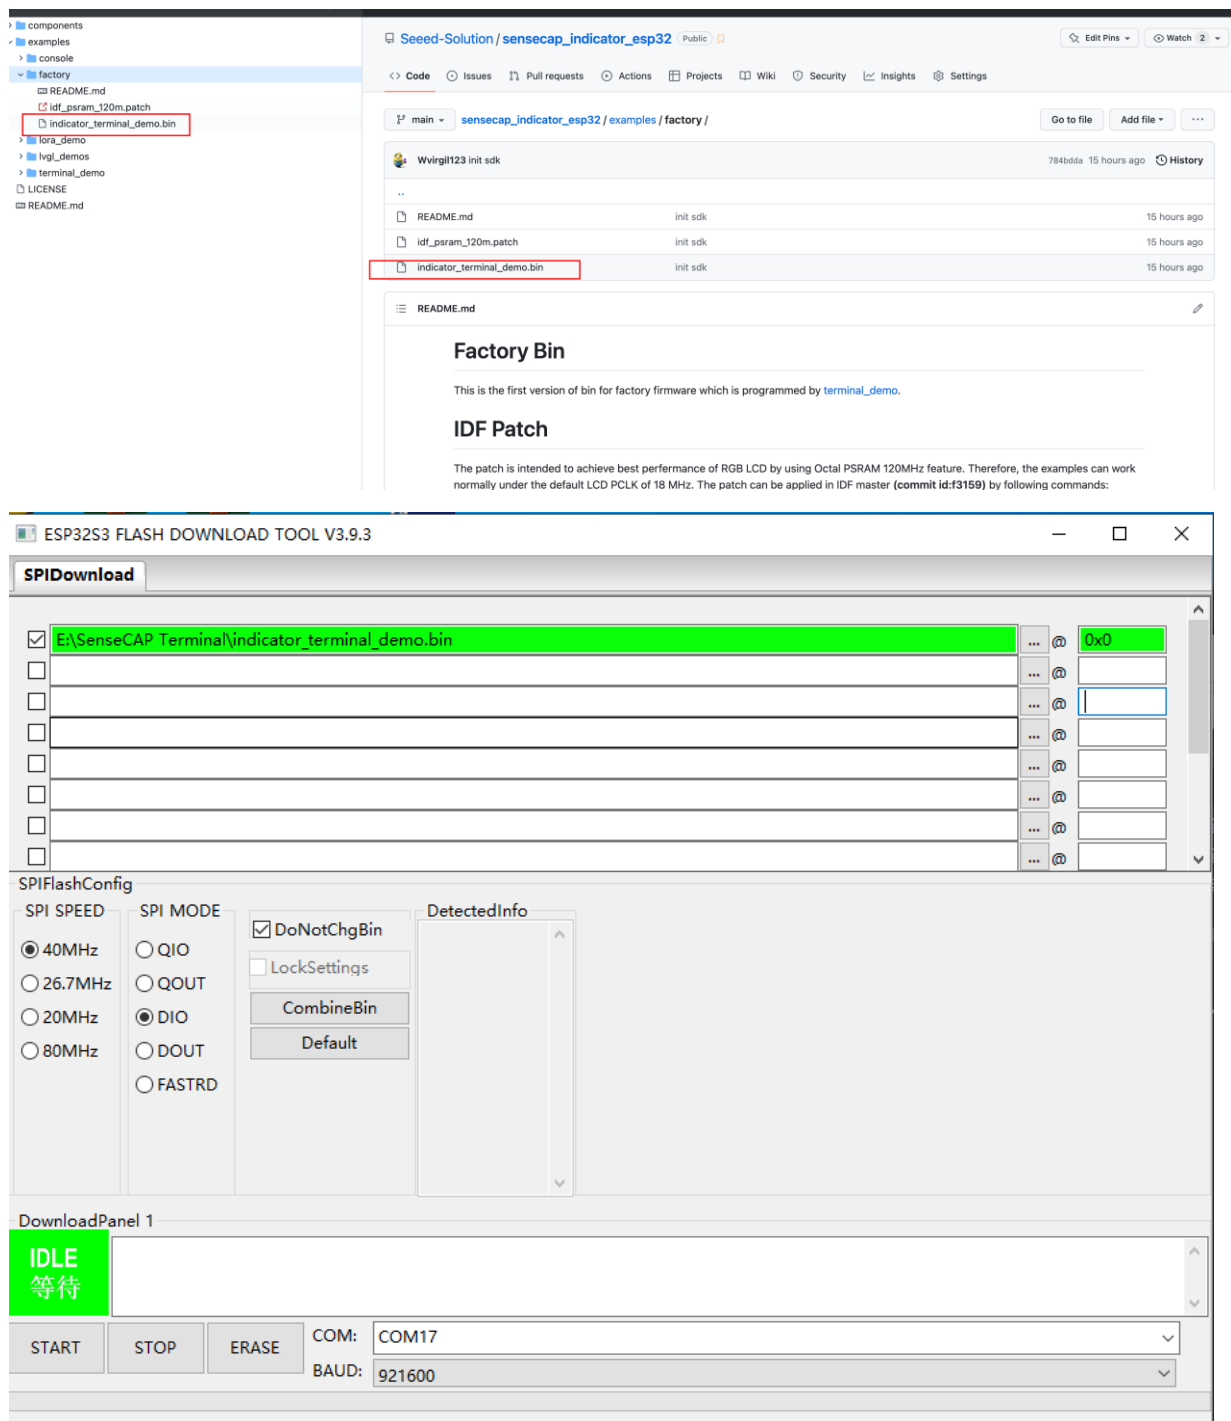 components
examples
console
factory
README.md
idf_psram_120m.patch
indicator_terminal_demo.bin
lora_demo
lvgl_demos
terminal_demo
LICENSE
README.md
Seeed-Solution / sensecap_indicator_esp32 Public
Edit Pins Watch 2
Code Issues Pull requests Actions Projects Wiki Security Insights Settings
main sensecap_indicator_esp32 / examples / factory / Go to file Add file ...
Wvirgil123 init sdk 784bdda 15 hours ago History
..
README.md init sdk 15 hours ago
idf_psram_120m.patch init sdk 15 hours ago
indicator_terminal_demo.bin init sdk 15 hours ago
README.md
Factory Bin
This is the first version of bin for factory firmware which is programmed by terminal_demo.
IDF Patch
The patch is intended to achieve best perfermance of RGB LCD by using Octal PSRAM 120MHz feature. Therefore, the examples can work
normally under the default LCD PCLK of 18 MHz. The patch can be applied in IDF master (commit id:f3159) by following commands:
ESP32S3 FLASH DOWNLOAD TOOL V3.9.3
SPIDownload
E:\SenseCAP Terminal\indicator_terminal_demo.bin ... @ 0x0
... @
... @
... @
... @
... @
... @
... @
SPIFlashConfig
SPI SPEED
40MHz
26.7MHz
20MHz
80MHz
SPI MODE
QIO
QOUT
DIO
DOUT
FASTRD
DoNotChgBin
LockSettings
CombineBin
Default
DetectedInfo
DownloadPanel 1
IDLE
等待
START STOP ERASE
COM: COM17
BAUD: 921600